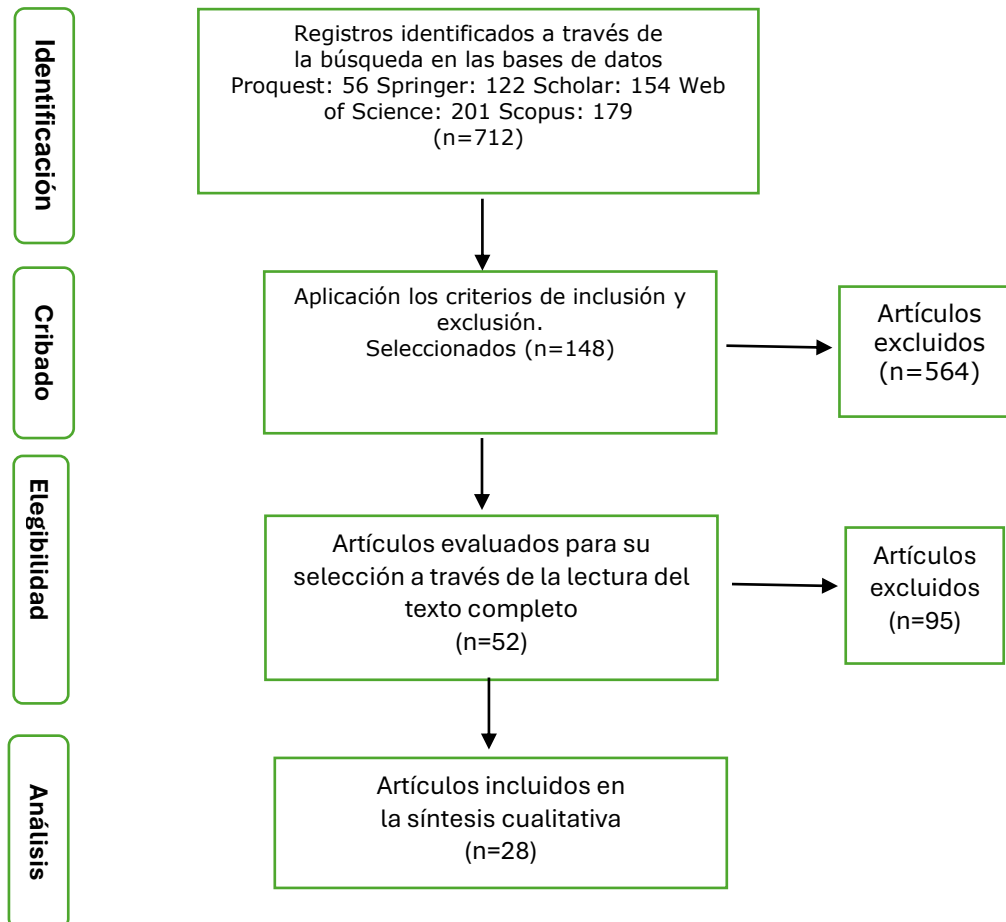 Identificación
Registros identificados a través de
la búsqueda en las bases de datos
Proquest: 56 Springer: 122 Scholar: 154 Web
of Science: 201 Scopus: 179
(n=712)
Cribado
Aplicación los criterios de inclusión y
exclusión.
Seleccionados (n=148)
Artículos
excluidos
(n=564)
Elegibilidad
Artículos evaluados para su
selección a través de la lectura del
texto completo
(n=52)
Artículos
excluidos
(n=95)
Análisis
Artículos incluidos en
la síntesis cualitativa
(n=28)